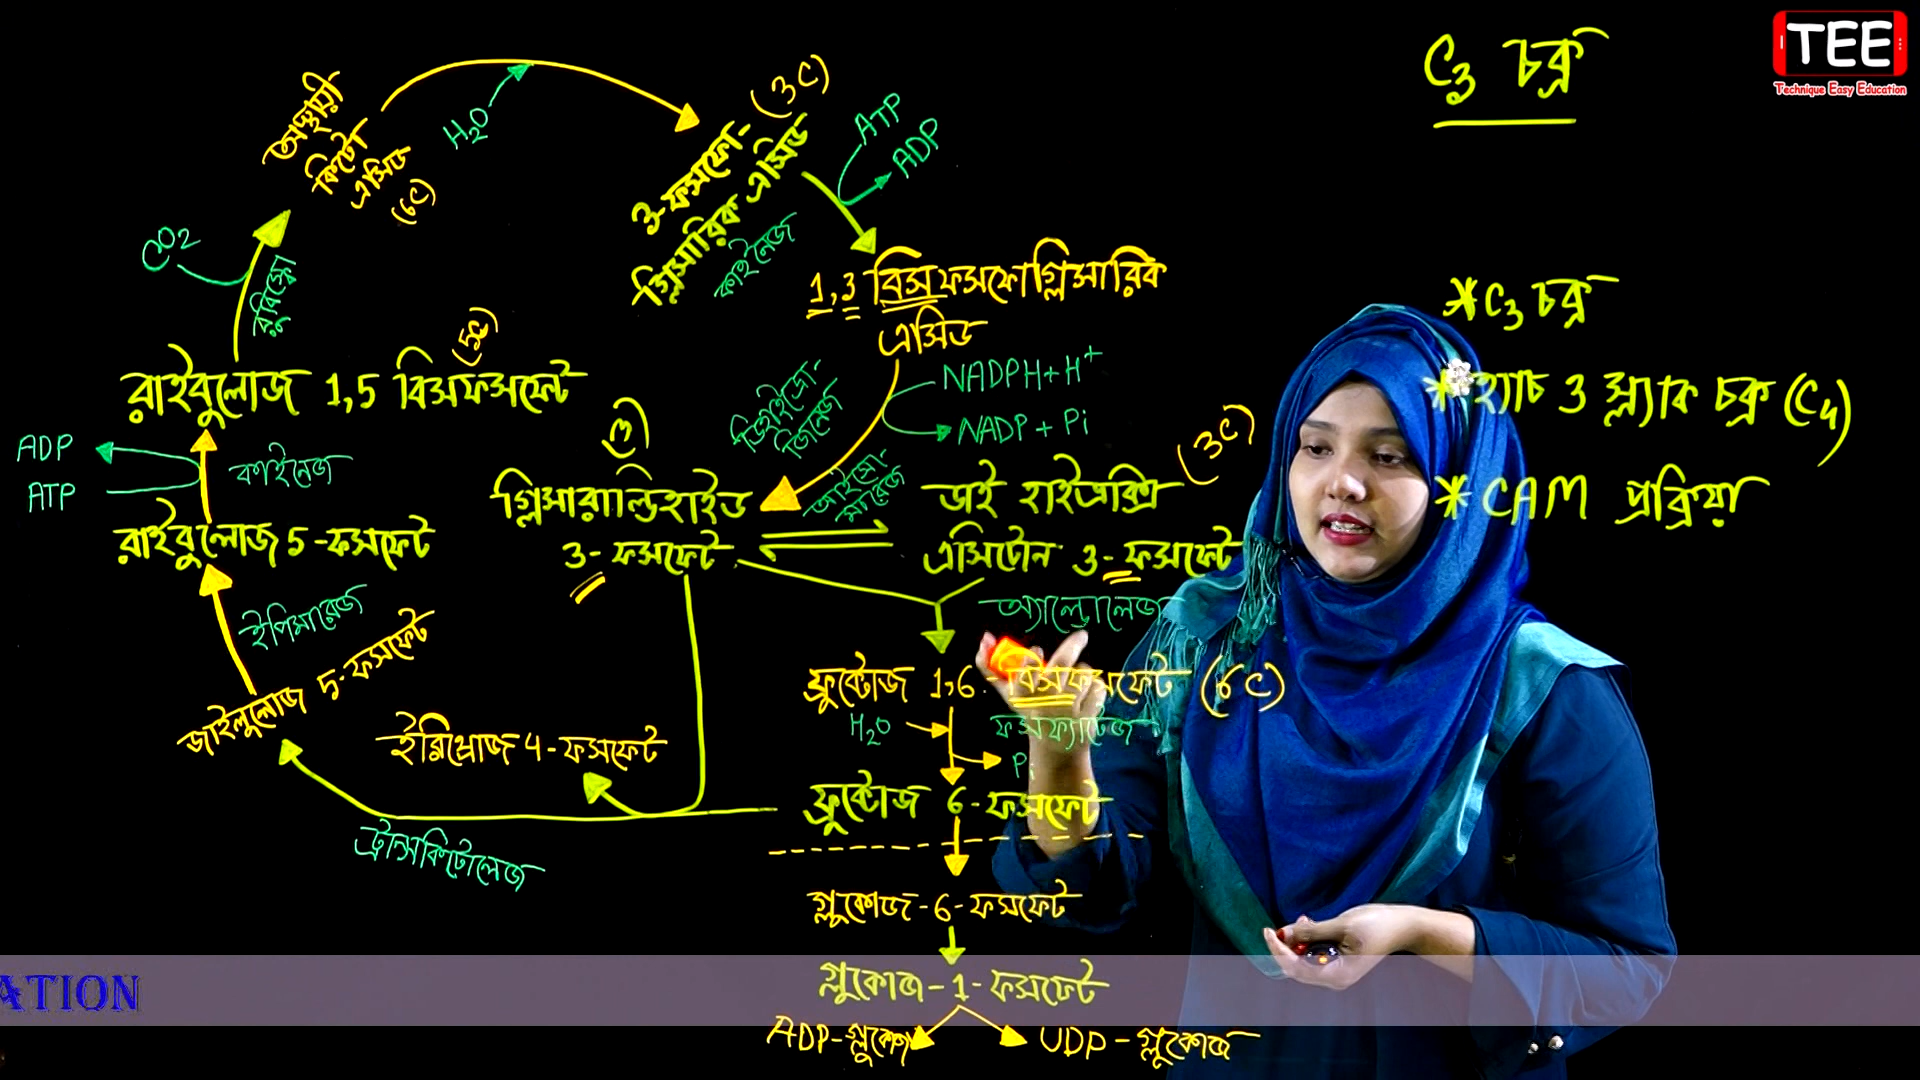 C3 চক্র
TEE
Technique Easy Education
অস্থায়ী
কিটো
এসিড
(6C)
H2O
3-ফসফো- (3C)
গ্লিসারিক এসিড
কাইনেজ
ATP
ADP
CO2
রুবিস্কো
1,3 বিসফসফোগ্লিসারিক
এসিড
NADPH+H+
NADP + Pi
ডিহাইড্রো-
জিনেজ
(5C)
রাইবুলোজ 1,5 বিসফসফেট
ADP
ATP
কাইনেজ
রাইবুলোজ 5-ফসফেট
ইপিমারেজ
জাইলুলোজ 5-ফসফেট
গ্লিসারালডিহাইড
3-ফসফেট
আইসো-
মারেজ
(3C)
ডাই হাইড্রক্সি
এসিটোন 3-ফসফেট
অ্যাল্ডোলেজ
ফ্রুক্টোজ 1,6-বিসফসফেট (6C)
H2O
ফসফ্যাটেজ
Pi
ইরিথ্রোজ 4-ফসফেট
ফ্রুক্টোজ 6-ফসফেট
ট্রান্সকিটোলেজ
গ্লুকোজ-6-ফসফেট
গ্লুকোজ-1-ফসফেট
ADP-গ্লুকোজ
UDP-গ্লুকোজ
* C3 চক্র
* হ্যাচ ও স্ল্যাক চক্র (C4)
* CAM প্রক্রিয়া
ATION